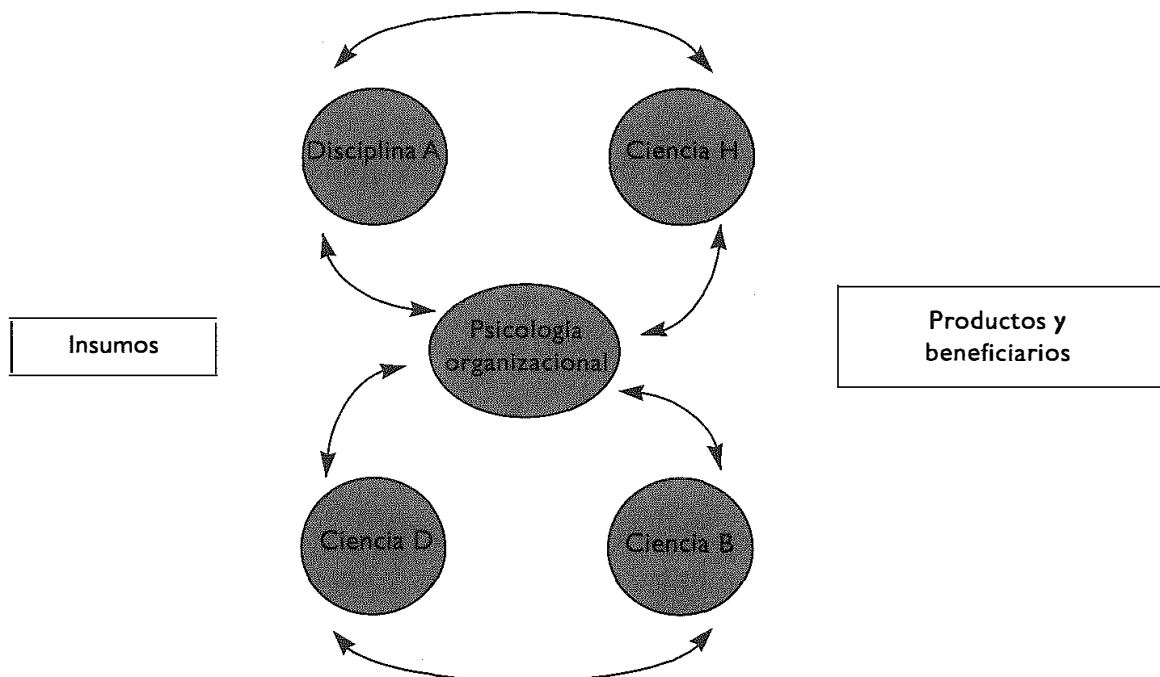 Disciplina A
Ciencia H
Insumos
Psicología
organizacional
Productos y
beneficiarios
Ciencia D
Ciencia B